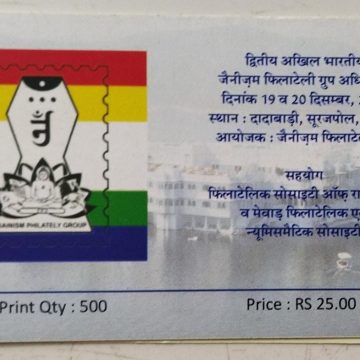 द्वितीय अखिल भारतीय
जैनीज़म फिलाटेली ग्रुप अधि
दिनांक 19 व 20 दिसम्बर,
स्थान : दादाबाड़ी, सूरजपोल,
आयोजक : जैनीज़म फिलाटे
सहयोग
फिलाटेलिक सोसाइटी ऑफ़ रा
व मेवाड़ फिलाटेलिक ए
न्यूमिसमैटिक सोसाइटी
JAINISM PHILATELY GROUP
Print Qty : 500
Price : RS 25.00